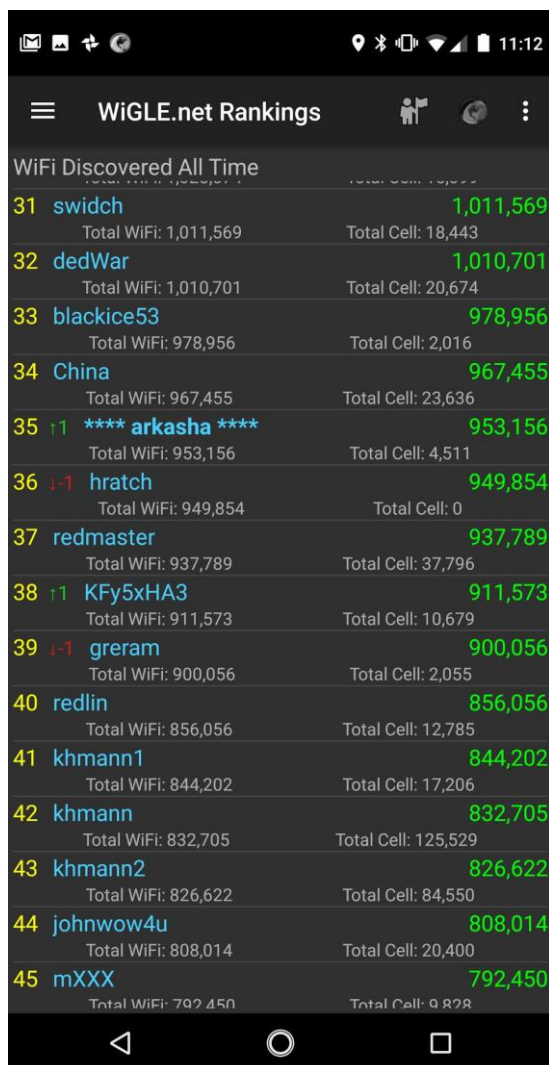 11:12
WiGLE.net Rankings
WiFi Discovered All Time
31 swidch 1,011,569
Total WiFi: 1,011,569 Total Cell: 18,443
32 dedWar 1,010,701
Total WiFi: 1,010,701 Total Cell: 20,674
33 blackice53 978,956
Total WiFi: 978,956 Total Cell: 2,016
34 China 967,455
Total WiFi: 967,455 Total Cell: 23,636
35 ↑1 **** arkasha **** 953,156
Total WiFi: 953,156 Total Cell: 4,511
36 ↓-1 hratch 949,854
Total WiFi: 949,854 Total Cell: 0
37 redmaster 937,789
Total WiFi: 937,789 Total Cell: 37,796
38 ↑1 KFy5xHA3 911,573
Total WiFi: 911,573 Total Cell: 10,679
39 ↓-1 greram 900,056
Total WiFi: 900,056 Total Cell: 2,055
40 redlin 856,056
Total WiFi: 856,056 Total Cell: 12,785
41 khmann1 844,202
Total WiFi: 844,202 Total Cell: 17,206
42 khmann 832,705
Total WiFi: 832,705 Total Cell: 125,529
43 khmann2 826,622
Total WiFi: 826,622 Total Cell: 84,550
44 johnwow4u 808,014
Total WiFi: 808,014 Total Cell: 20,400
45 mXXX 792,450
Total WiFi: 792,450 Total Cell: 9,828